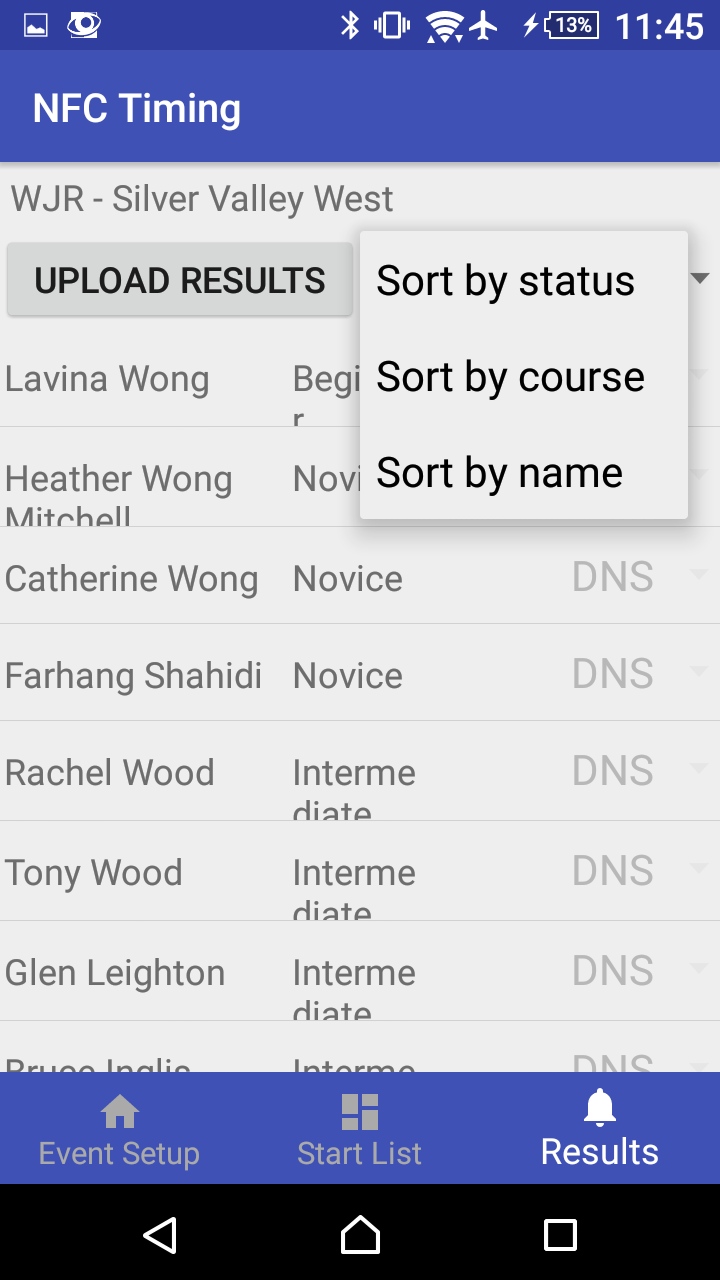 13% 11:45
NFC Timing
WJR - Silver Valley West
UPLOAD RESULTS
Sort by status
Sort by course
Sort by name
Lavina Wong Begi
r
Heather Wong Novi
Mitchell
Catherine Wong Novice DNS
Farhang Shahidi Novice DNS
Rachel Wood Interme DNS
diate
Tony Wood Interme DNS
diate
Glen Leighton Interme DNS
diate
Bruce Inglis Interme DNS
Event Setup Start List Results